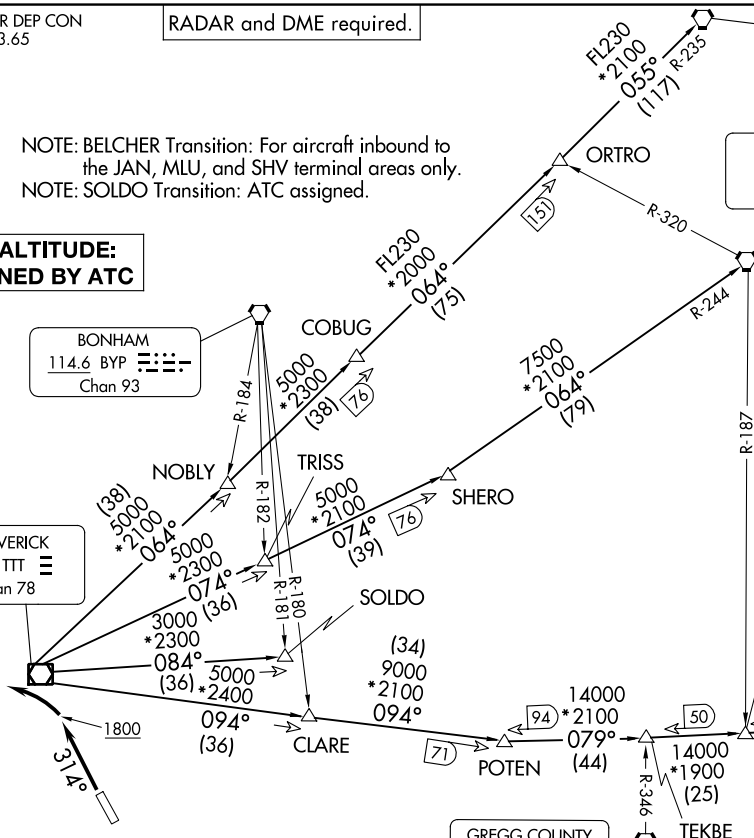 R DEP CON
3.65
RADAR and DME required.
NOTE: BELCHER Transition: For aircraft inbound to
the JAN, MLU, and SHV terminal areas only.
NOTE: SOLDO Transition: ATC assigned.
ALTITUDE:
NED BY ATC
FL230
*2100
055°
(117)
R-235
ORTRO
151
R-320
FL230
*2000
064°
(75)
R-244
BONHAM
114.6 BYP
Chan 93
COBUG
5000
*2300
(38)
76
R-184
7500
*2100
064°
(79)
R-187
NOBLY
TRISS
R-182
5000
*2100
074°
(39)
76
SHERO
(38)
5000
*2100
064°
VERICK
TTT
an 78
5000
*2300
074°
(36)
R-181
R-180
SOLDO
3000
*2300
084°
(36)
5000
*2400
094°
(36)
CLARE
(34)
9000
*2100
094°
71
POTEN
94
14000
*2100
079°
(44)
50
14000
*1900
(25)
R-346
TEKBE
1800
314°
GREGG COUNTY